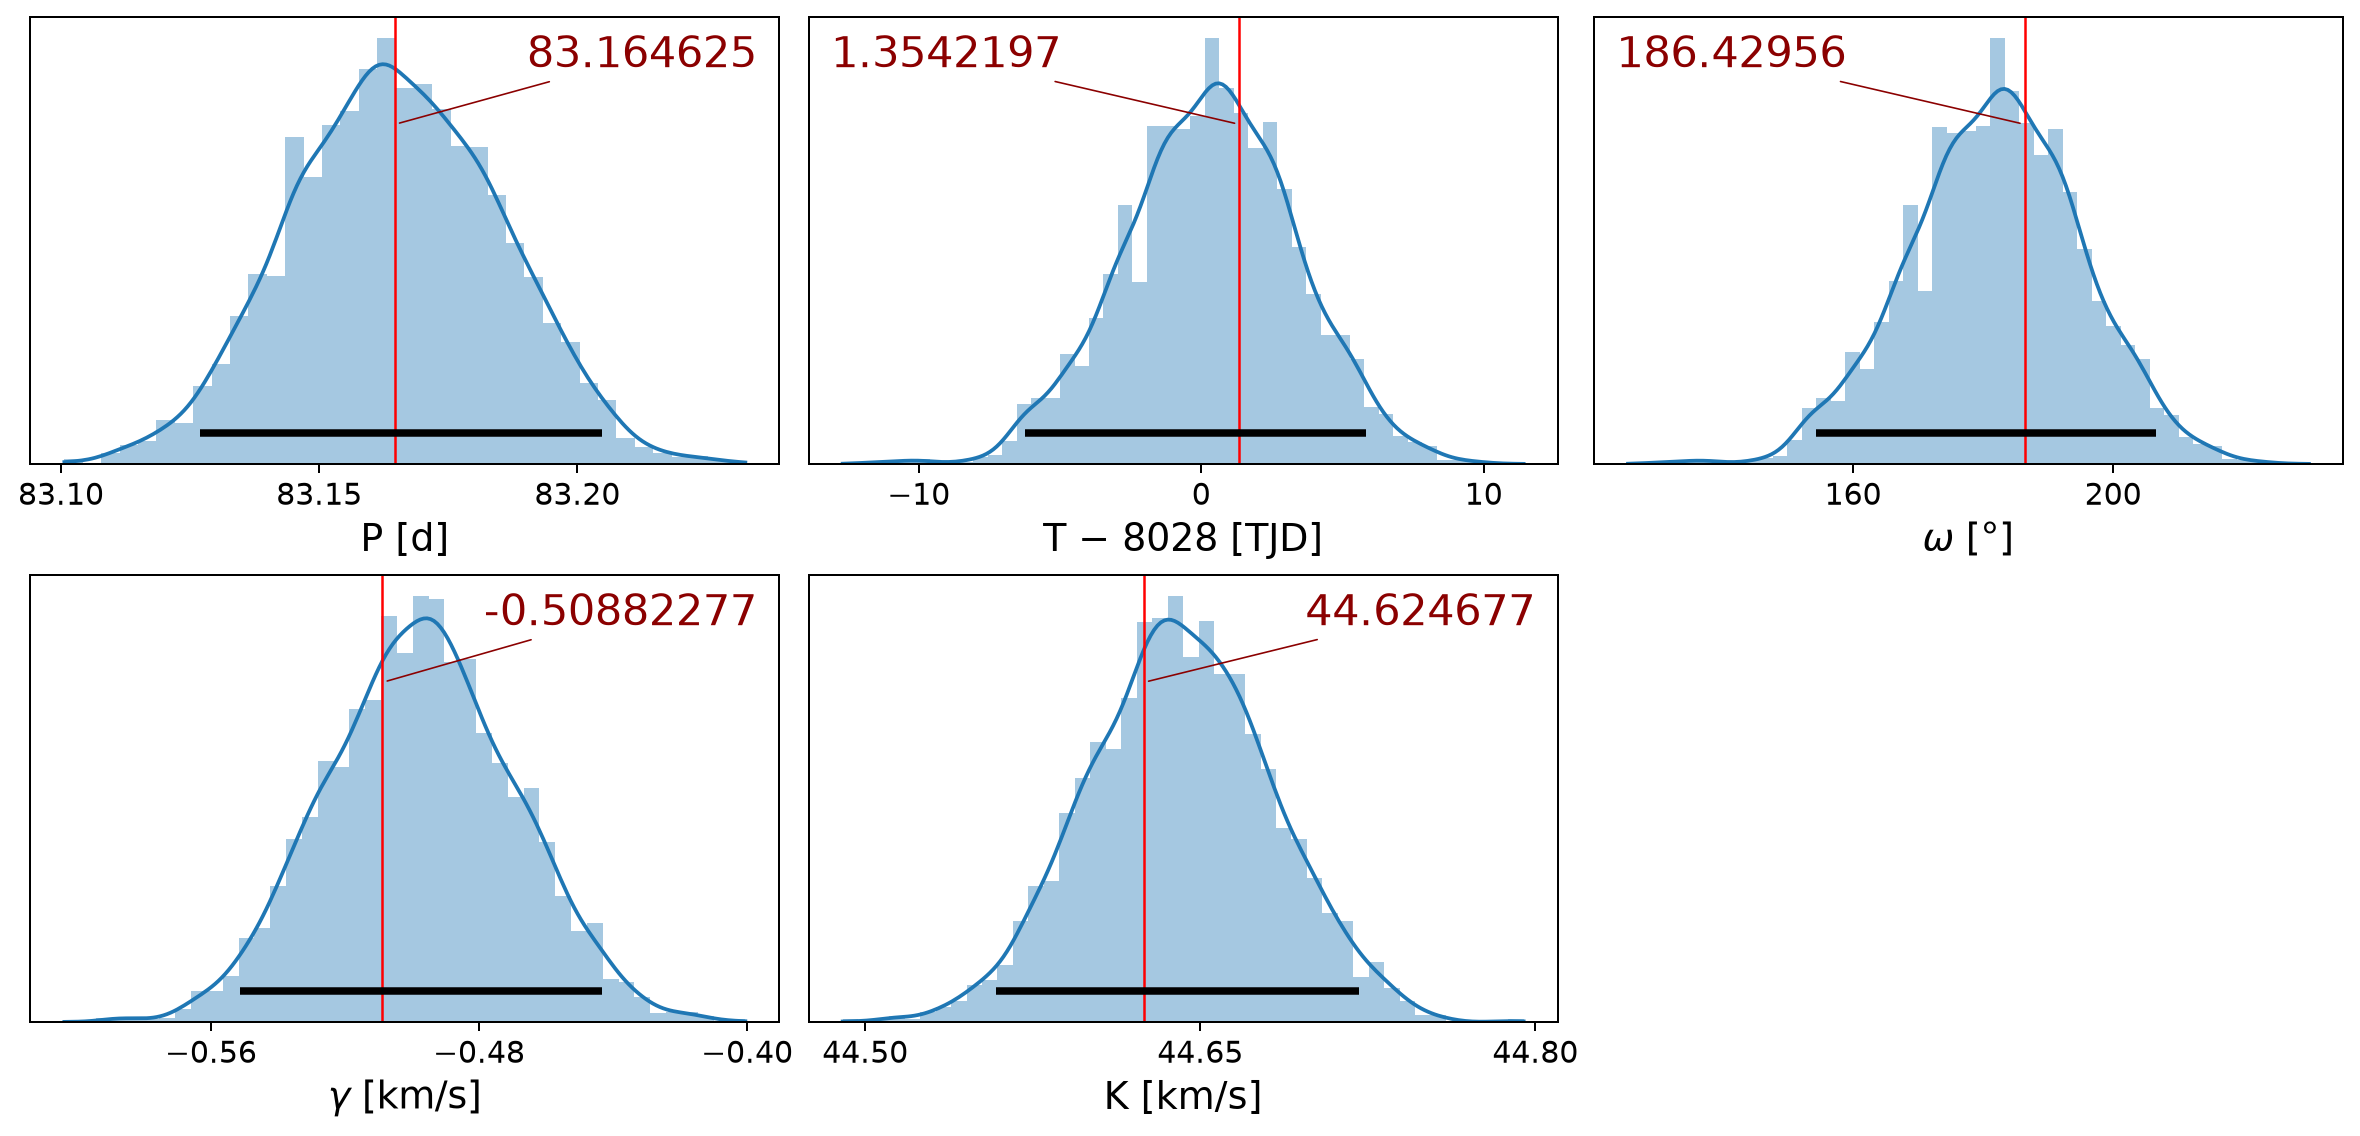 83.164625
83.10 83.15 83.20
P [d]
1.3542197
−10 0 10
T − 8028 [TJD]
186.42956
160 200
ω [°]
-0.50882277
−0.56 −0.48 −0.40
γ [km/s]
44.624677
44.50 44.65 44.80
K [km/s]